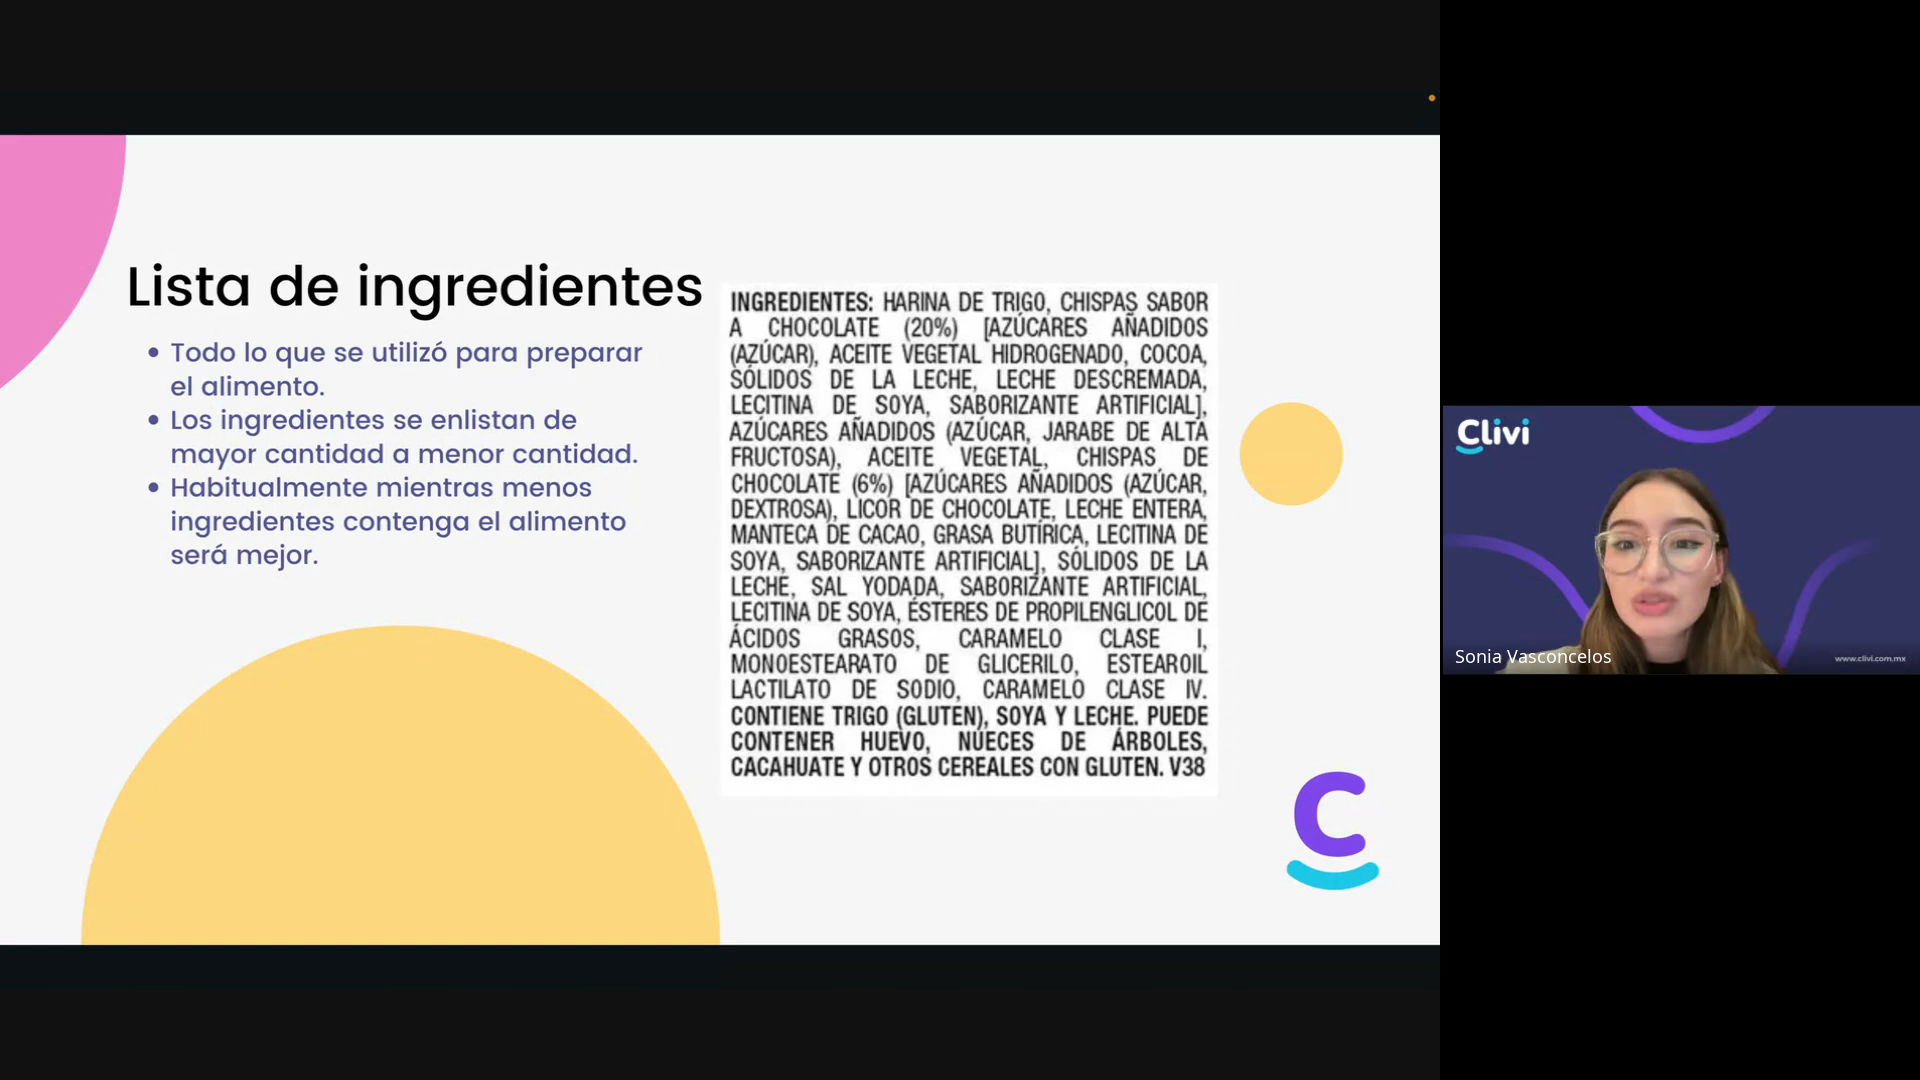 Lista de ingredientes
• Todo lo que se utilizó para preparar
el alimento.
• Los ingredientes se enlistan de
mayor cantidad a menor cantidad.
• Habitualmente mientras menos
ingredientes contenga el alimento
será mejor.
INGREDIENTES: HARINA DE TRIGO, CHISPAS SABOR
A CHOCOLATE (20%) [AZÚCARES AÑADIDOS
(AZÚCAR), ACEITE VEGETAL HIDROGENADO, COCOA,
SÓLIDOS DE LA LECHE, LECHE DESCREMADA,
LECITINA DE SOYA, SABORIZANTE ARTIFICIAL],
AZÚCARES AÑADIDOS (AZÚCAR, JARABE DE ALTA
FRUCTOSA), ACEITE VEGETAL, CHISPAS DE
CHOCOLATE (6%) [AZÚCARES AÑADIDOS (AZÚCAR,
DEXTROSA), LICOR DE CHOCOLATE, LECHE ENTERA,
MANTECA DE CACAO, GRASA BUTÍRICA, LECITINA DE
SOYA, SABORIZANTE ARTIFICIAL], SÓLIDOS DE LA
LECHE, SAL YODADA, SABORIZANTE ARTIFICIAL,
LECITINA DE SOYA, ÉSTERES DE PROPILENGLICOL DE
ÁCIDOS GRASOS, CARAMELO CLASE I,
MONOESTEARATO DE GLICERILO, ESTEAROIL
LACTILATO DE SODIO, CARAMELO CLASE IV.
CONTIENE TRIGO (GLUTEN), SOYA Y LECHE. PUEDE
CONTENER HUEVO, NUECES DE ÁRBOLES,
CACAHUATE Y OTROS CEREALES CON GLUTEN. V38
C
Clivi
Sonia Vasconcelos
www.clivi.com.mx